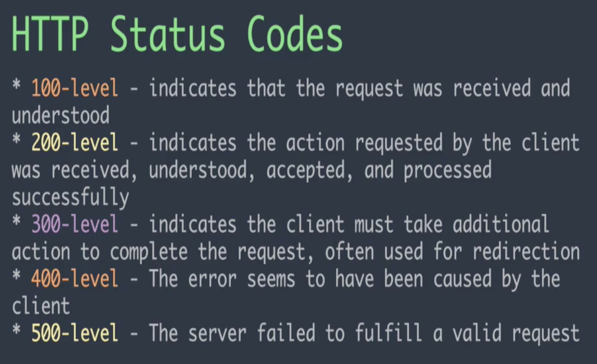 HTTP Status Codes
* 100-level - indicates that the request was received and
understood
* 200-level - indicates the action requested by the client
was received, understood, accepted, and processed
successfully
* 300-level - indicates the client must take additional
action to complete the request, often used for redirection
* 400-level - The error seems to have been caused by the
client
* 500-level - The server failed to fulfill a valid request